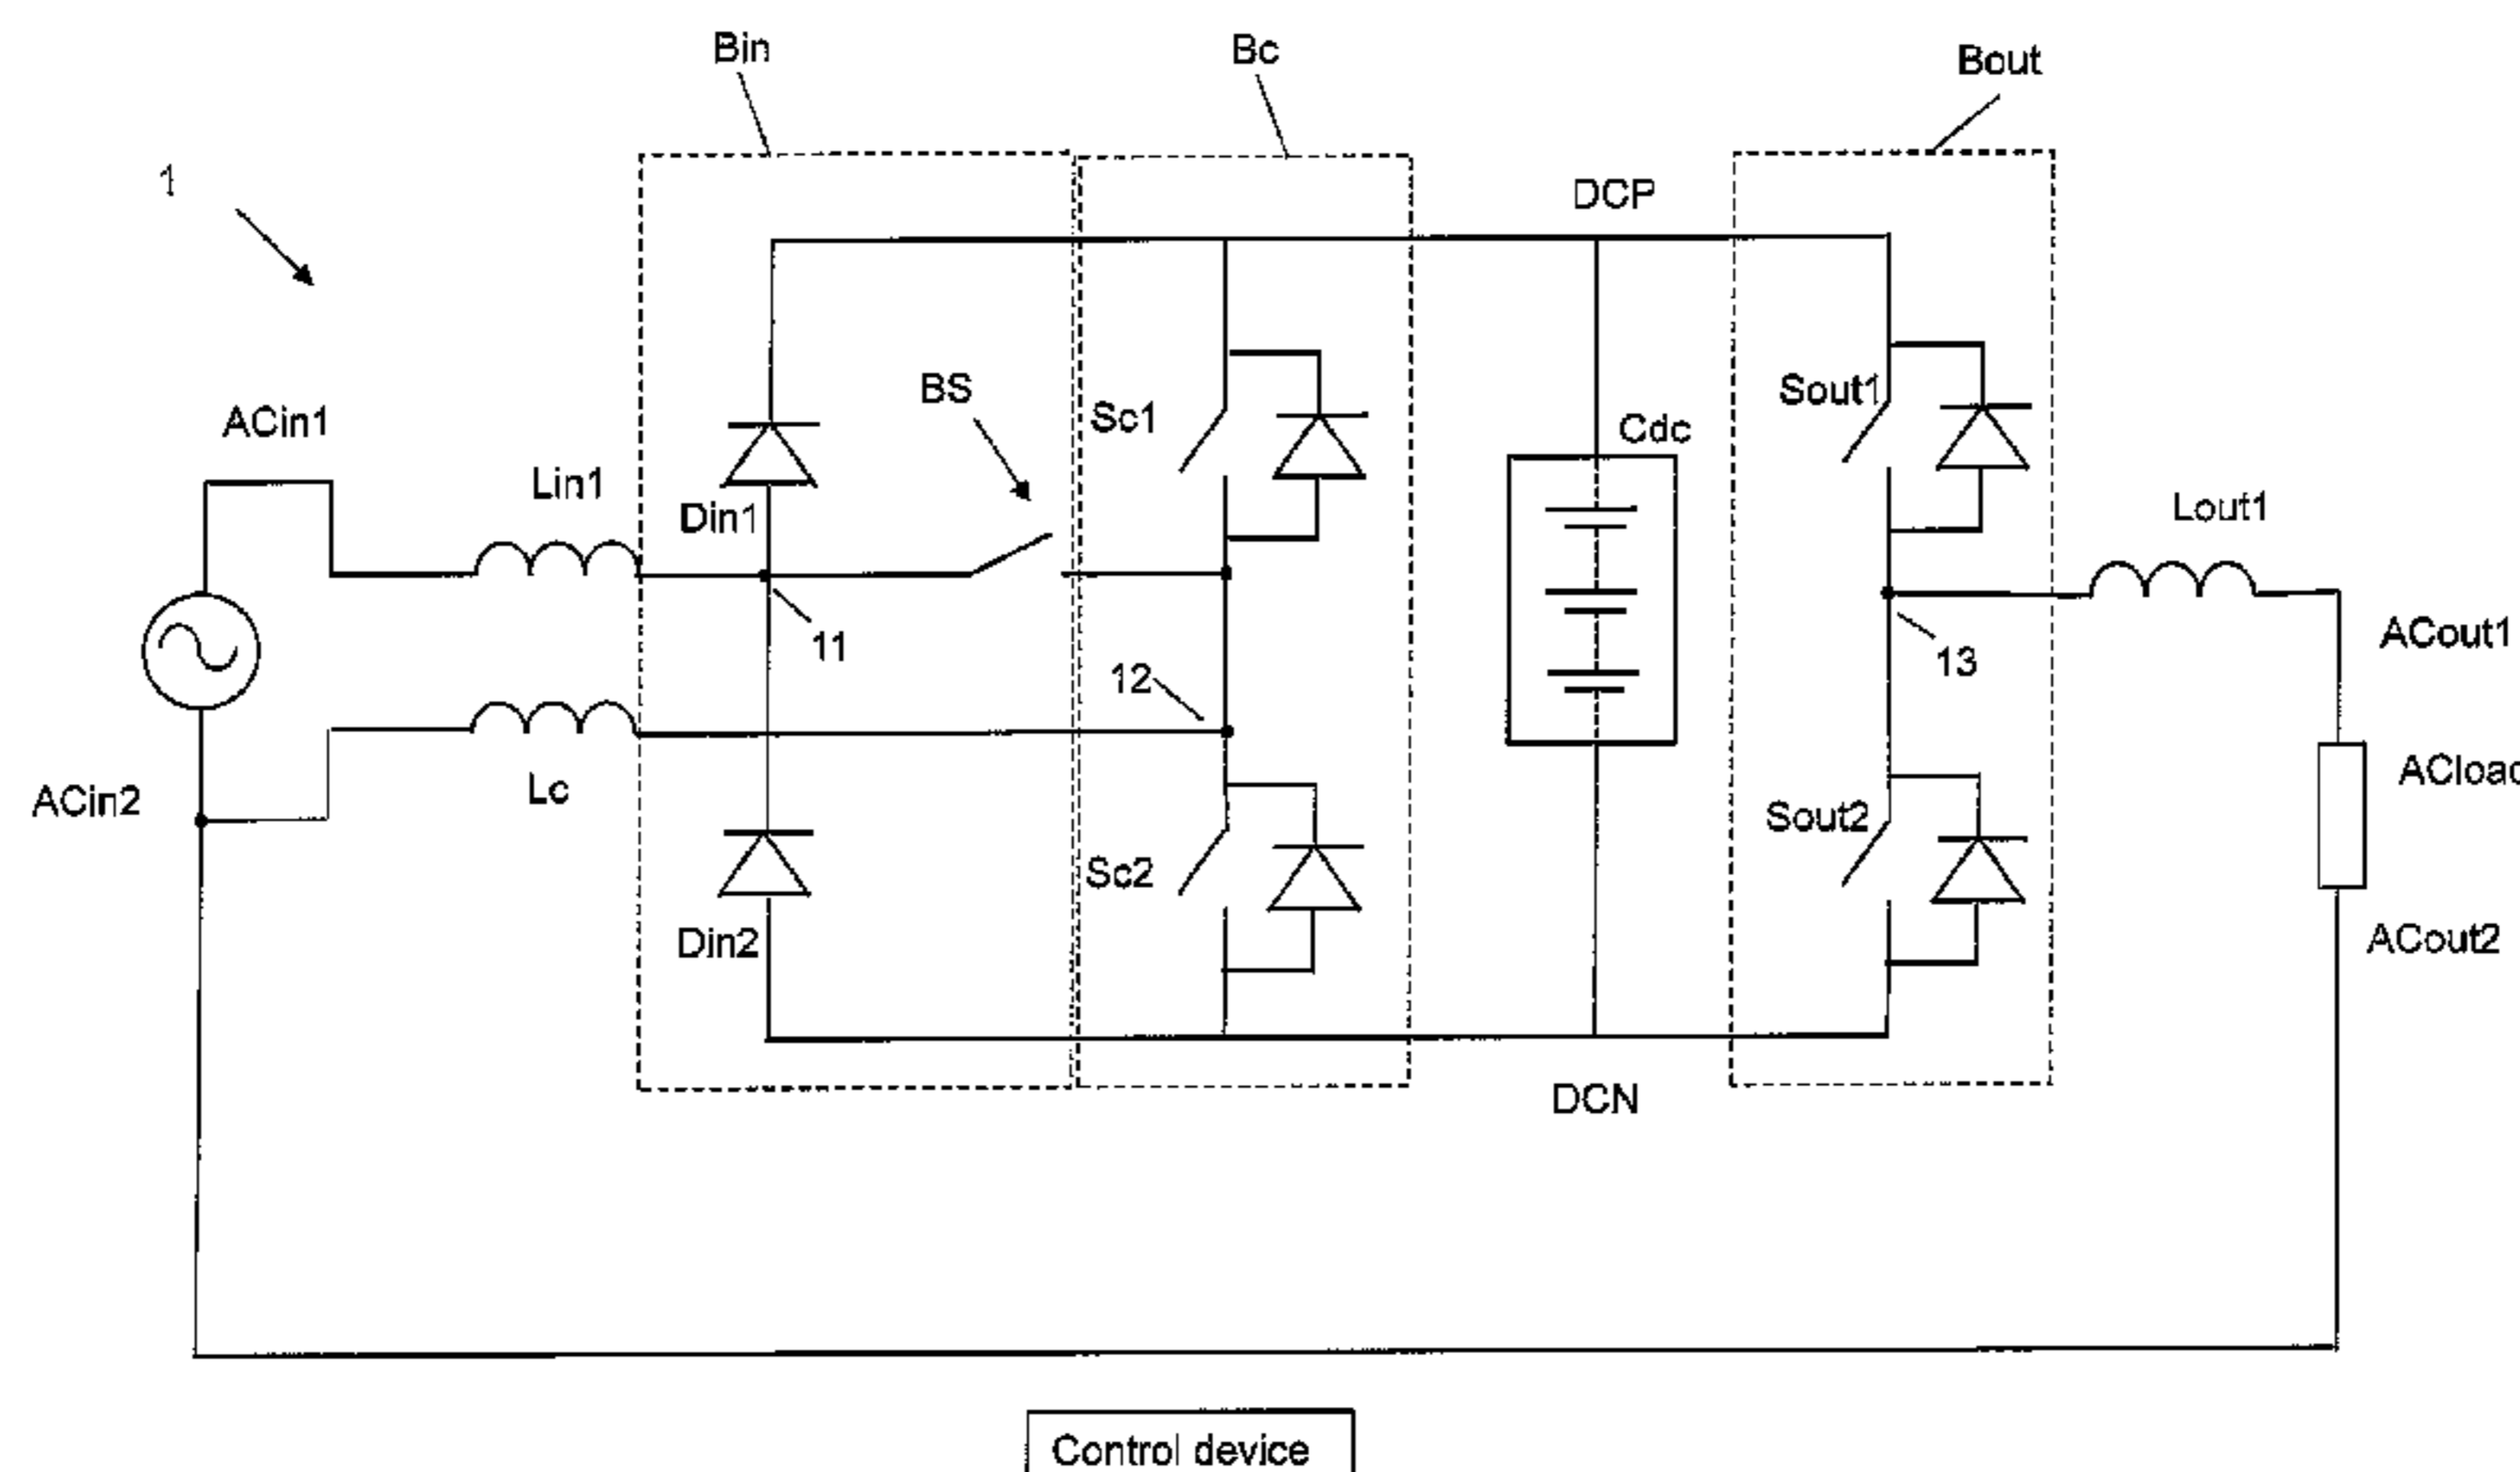 Bin
Bc
Bout
1
DCP
ACin1
Lin1
Din1
BS
Sc1
Cdc
Sout1
Lout1
11
12
13
ACout1
ACin2
Lc
Din2
Sc2
Sout2
ACload
ACout2
DCN
Control device